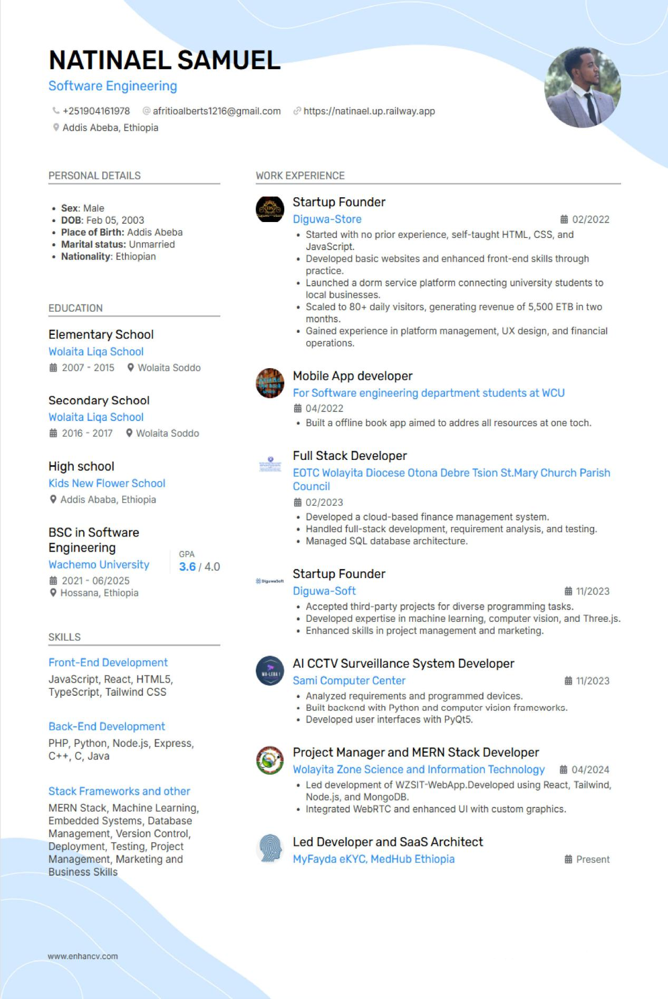 NATINAEL SAMUEL
Software Engineering
+251904161978 @ afritioalberts1216@gmail.com https://natinael.up.railway.app
Addis Abeba, Ethiopia
PERSONAL DETAILS
• Sex: Male
• DOB: Feb 05, 2003
• Place of Birth: Addis Abeba
• Marital status: Unmarried
• Nationality: Ethiopian
EDUCATION
Elementary School
Wolaita Liqa School
2007 - 2015 Wolaita Soddo
Secondary School
Wolaita Liqa School
2016 - 2017 Wolaita Soddo
High school
Kids New Flower School
Addis Ababa, Ethiopia
BSC in Software
Engineering
Wachemo University
2021 - 06/2025
Hossana, Ethiopia
GPA
3.6 / 4.0
SKILLS
Front-End Development
JavaScript, React, HTML5,
TypeScript, Tailwind CSS
Back-End Development
PHP, Python, Node.js, Express,
C++, C, Java
Stack Frameworks and other
MERN Stack, Machine Learning,
Embedded Systems, Database
Management, Version Control,
Deployment, Testing, Project
Management, Marketing and
Business Skills
WORK EXPERIENCE
DS
Startup Founder
Diguwa-Store 02/2022
• Started with no prior experience, self-taught HTML, CSS, and
JavaScript.
• Developed basic websites and enhanced front-end skills through
practice.
• Launched a dorm service platform connecting university students to
local businesses.
• Scaled to 80+ daily visitors, generating revenue of 5,500 ETB in two
months.
• Gained experience in platform management, UX design, and financial
operations.
Mobile App developer
For Software engineering department students at WCU
04/2022
• Built a offline book app aimed to addres all resources at one toch.
Full Stack Developer
EOTC Wolayita Diocese Otona Debre Tsion St.Mary Church Parish
Council
02/2023
• Developed a cloud-based finance management system.
• Handled full-stack development, requirement analysis, and testing.
• Managed SQL database architecture.
DiguwaSoft
Startup Founder
Diguwa-Soft 11/2023
• Accepted third-party projects for diverse programming tasks.
• Developed expertise in machine learning, computer vision, and Three.js.
• Enhanced skills in project management and marketing.
WA-LEBA !
AI CCTV Surveillance System Developer
Sami Computer Center 11/2023
• Analyzed requirements and programmed devices.
• Built backend with Python and computer vision frameworks.
• Developed user interfaces with PyQt5.
Project Manager and MERN Stack Developer
Wolayita Zone Science and Information Technology 04/2024
• Led development of WZSIT-WebApp.Developed using React, Tailwind,
Node.js, and MongoDB.
• Integrated WebRTC and enhanced UI with custom graphics.
Led Developer and SaaS Architect
MyFayda eKYC, MedHub Ethiopia Present
www.enhancv.com